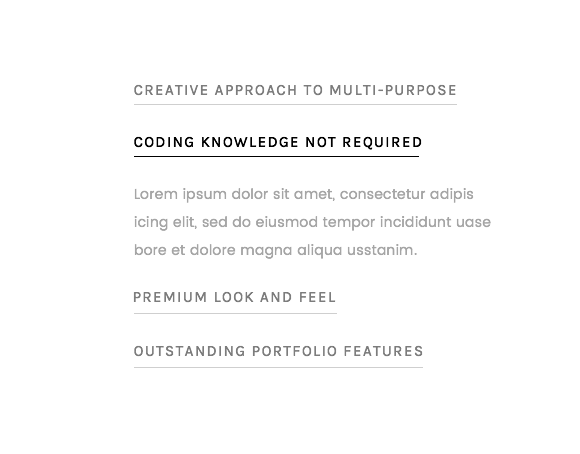 CREATIVE APPROACH TO MULTI-PURPOSE
CODING KNOWLEDGE NOT REQUIRED
Lorem ipsum dolor sit amet, consectetur adipis
icing elit, sed do eiusmod tempor incididunt uase
bore et dolore magna aliqua usstanim.
PREMIUM LOOK AND FEEL
OUTSTANDING PORTFOLIO FEATURES